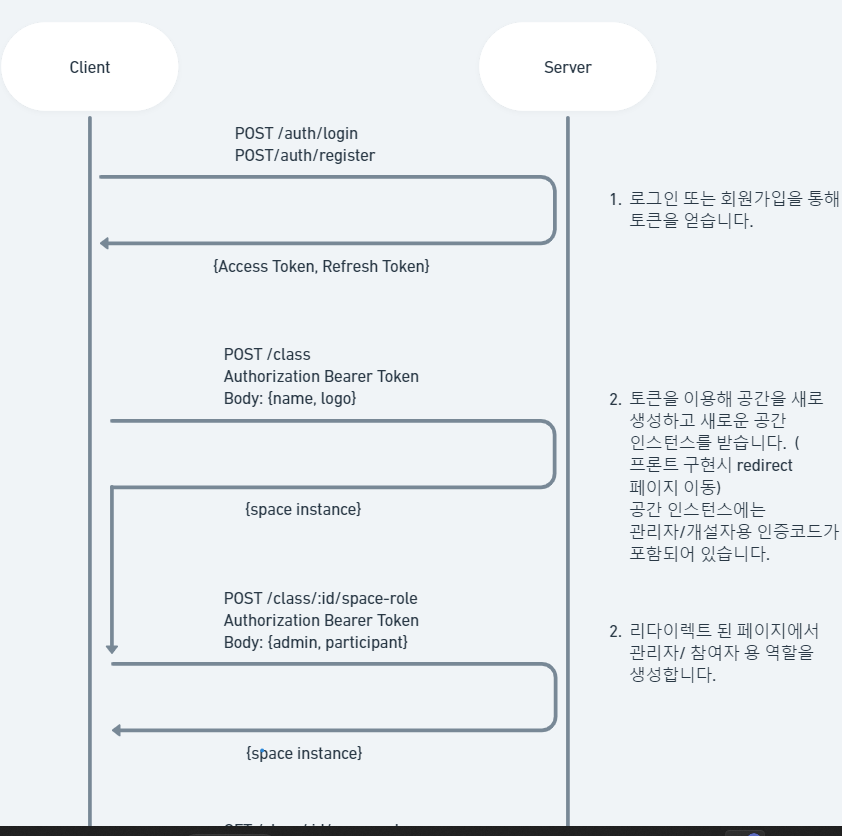 Client
Server
POST /auth/login
POST/auth/register
1. 로그인 또는 회원가입을 통해
토큰을 얻습니다.
{Access Token, Refresh Token}
POST /class
Authorization Bearer Token
Body: {name, logo}
2. 토큰을 이용해 공간을 새로
생성하고 새로운 공간
인스턴스를 받습니다. (
프론트 구현시 redirect
페이지 이동)
공간 인스턴스에는
관리자/개설자용 인증코드가
포함되어 있습니다.
{space instance}
POST /class/:id/space-role
Authorization Bearer Token
Body: {admin, participant}
2. 리다이렉트 된 페이지에서
관리자/ 참여자 용 역할을
생성합니다.
{space instance}